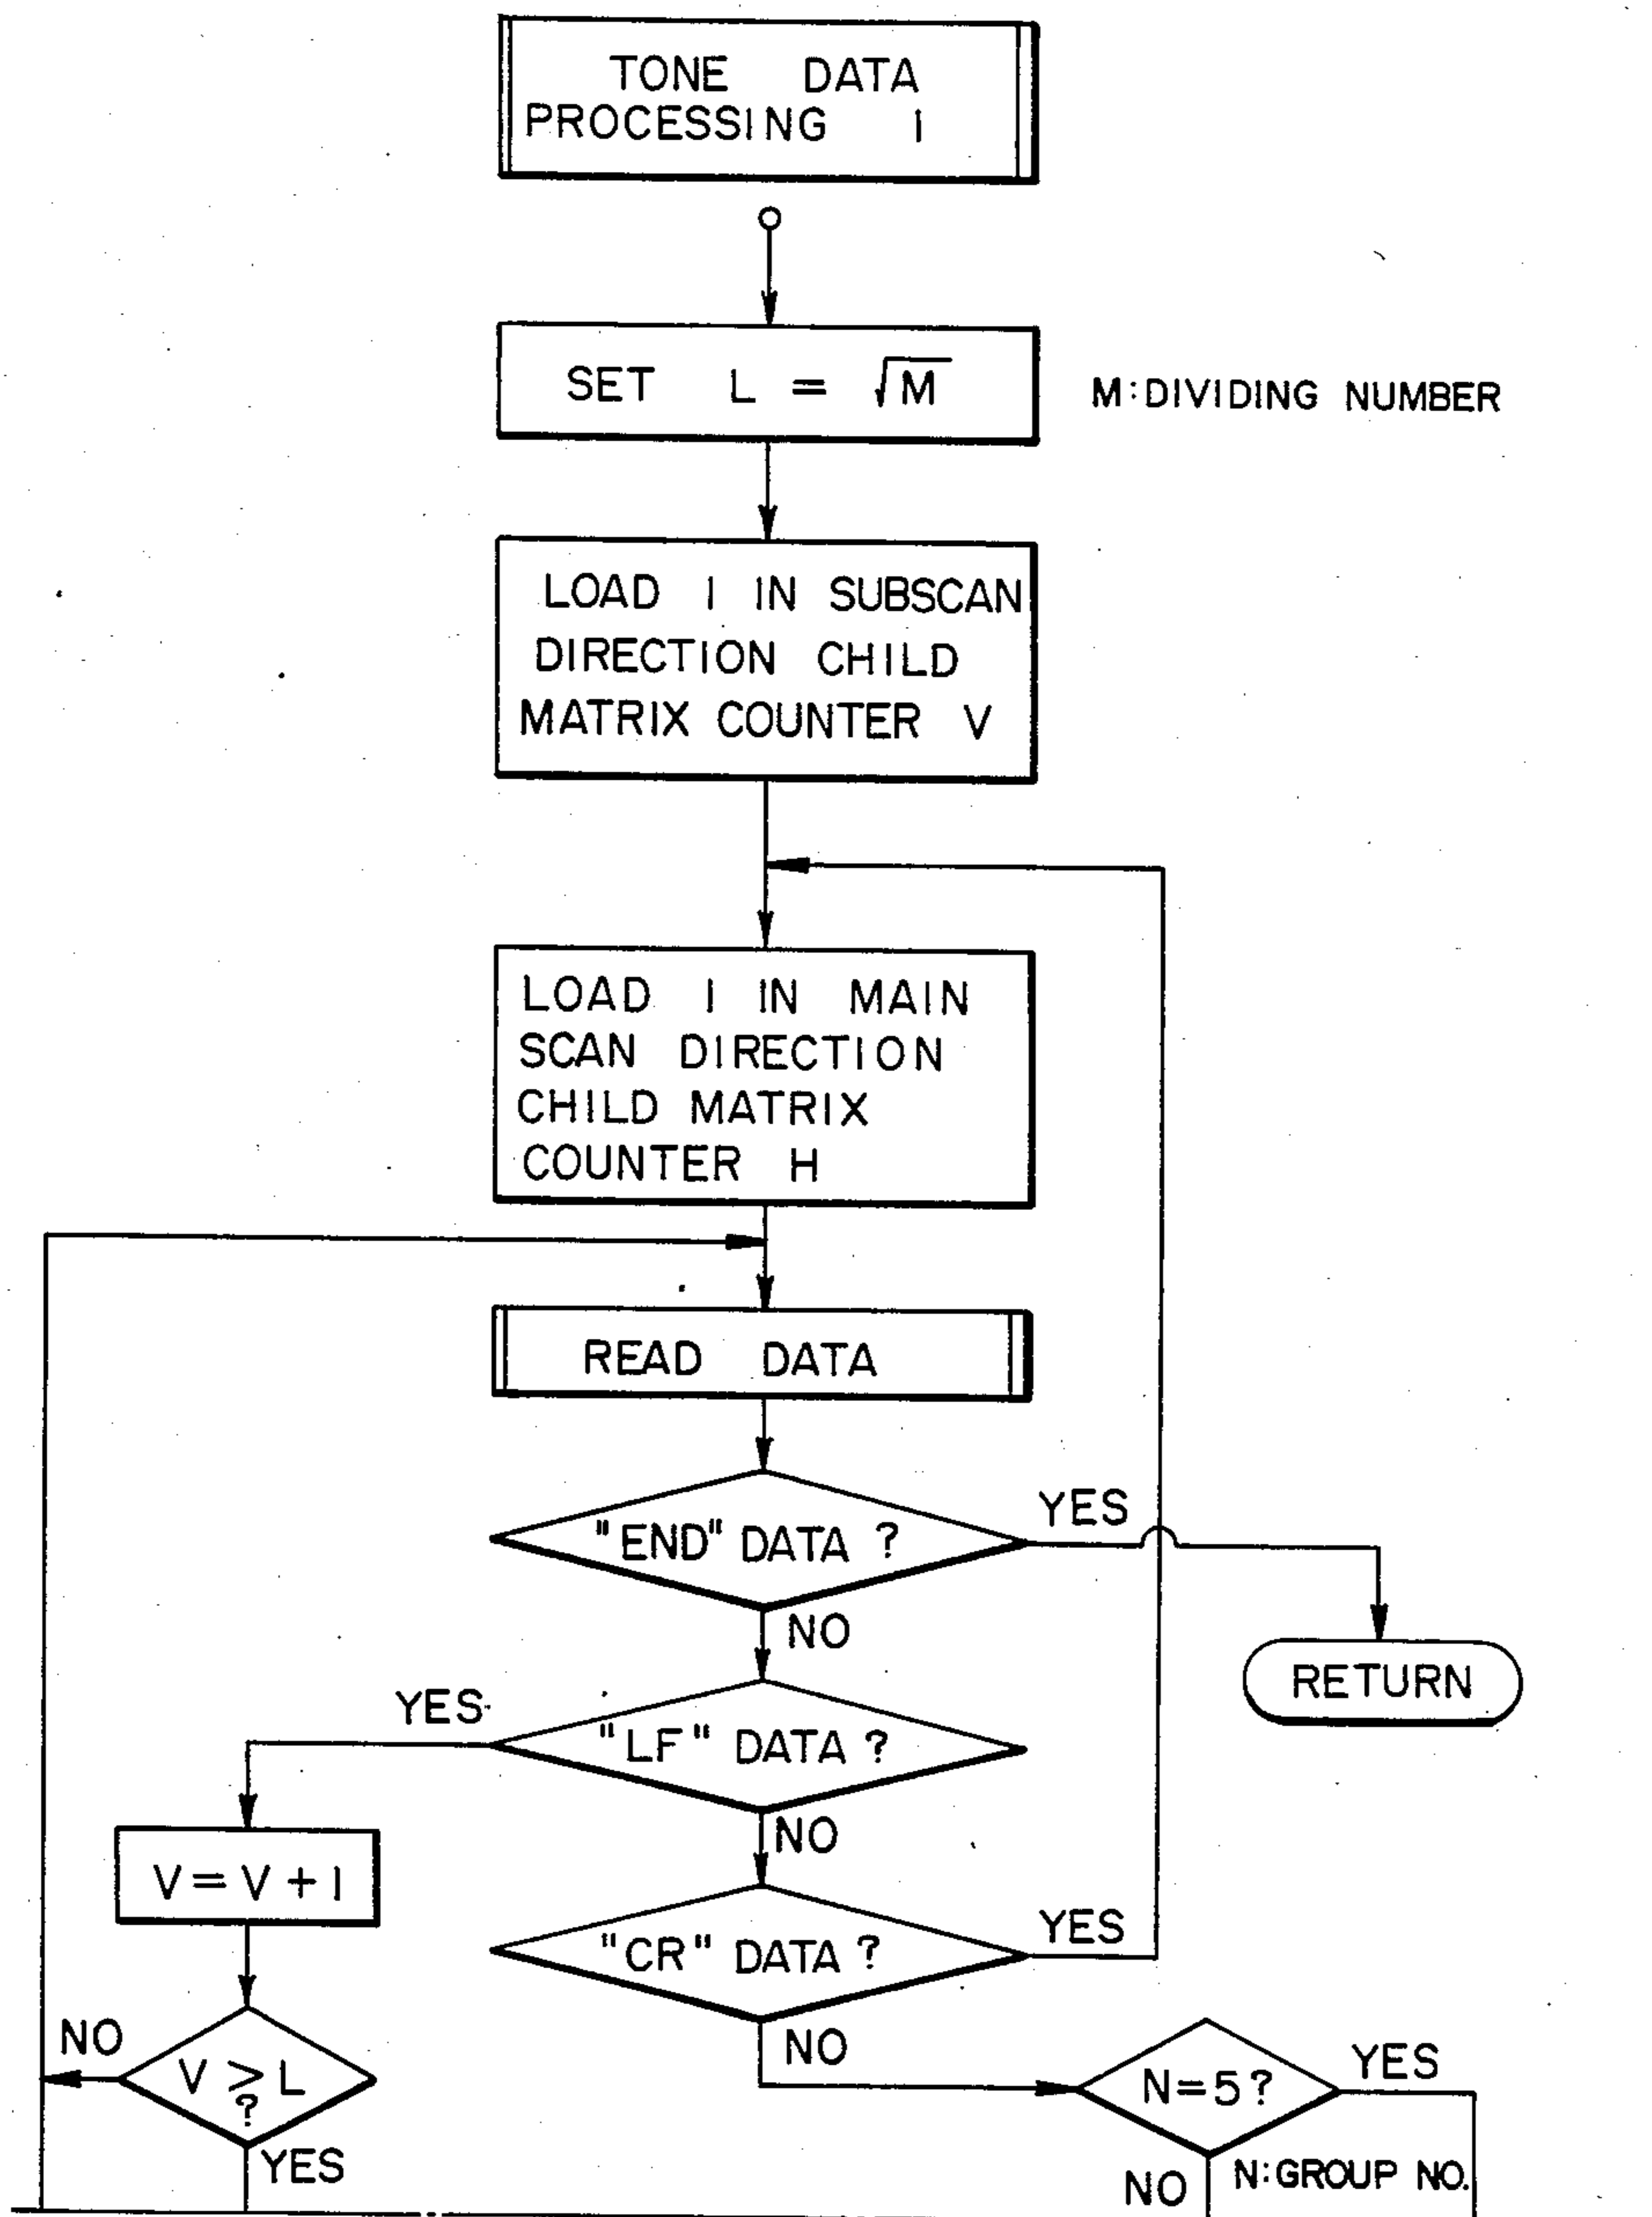 TONE DATA
PROCESSING 1
SET L = √M
M:DIVIDING NUMBER
LOAD 1 IN SUBSCAN
DIRECTION CHILD
MATRIX COUNTER V
LOAD 1 IN MAIN
SCAN DIRECTION
CHILD MATRIX
COUNTER H
READ DATA
"END" DATA ?
YES
NO
RETURN
YES
"LF" DATA ?
NO
V=V+1
"CR" DATA ?
YES
NO
NO
V ≥ L
?
YES
N=5?
YES
NO
N:GROUP NO.